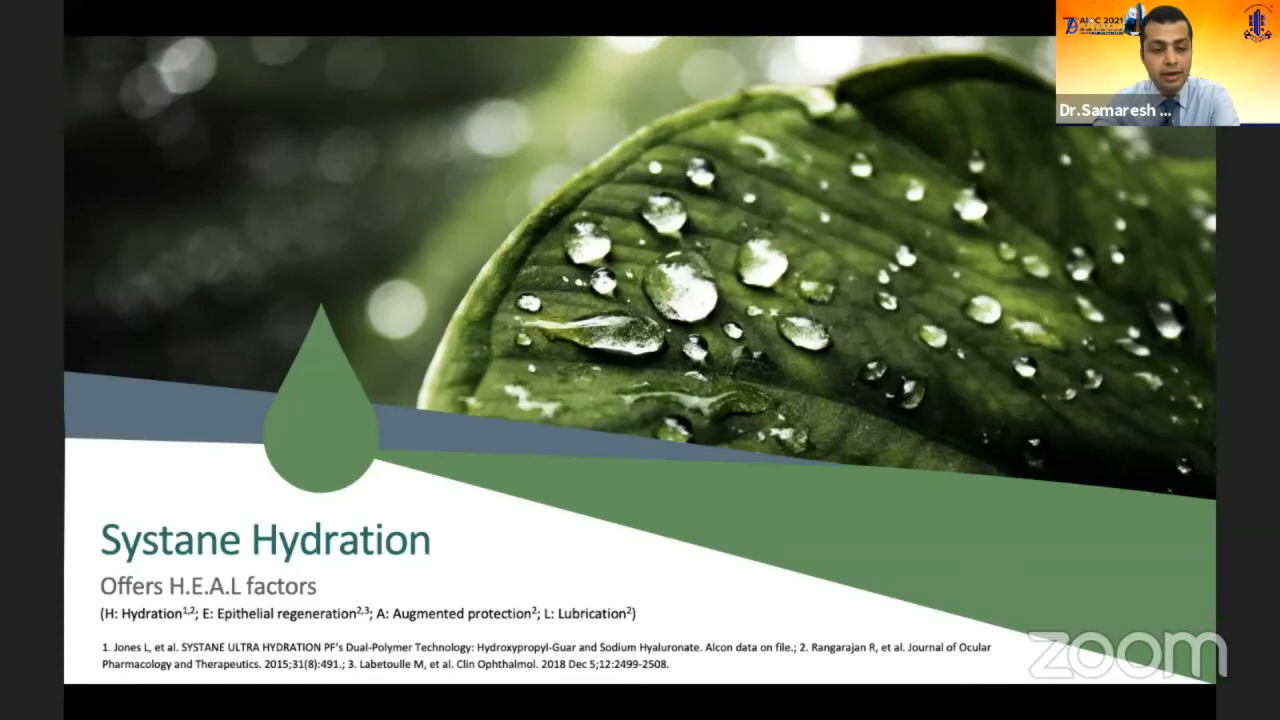 AIOC 2021
Dr.Samaresh ...
Systane Hydration
Offers H.E.A.L factors
(H: Hydration1,2; E: Epithelial regeneration2,3; A: Augmented protection2; L: Lubrication2)
1. Jones L, et al. SYSTANE ULTRA HYDRATION PF's Dual-Polymer Technology: Hydroxypropyl-Guar and Sodium Hyaluronate. Alcon data on file.; 2. Rangarajan R, et al. Journal of Ocular
Pharmacology and Therapeutics. 2015;31(8):491.; 3. Labetoulle M, et al. Clin Ophthalmol. 2018 Dec 5;12:2499-2508.
zoom